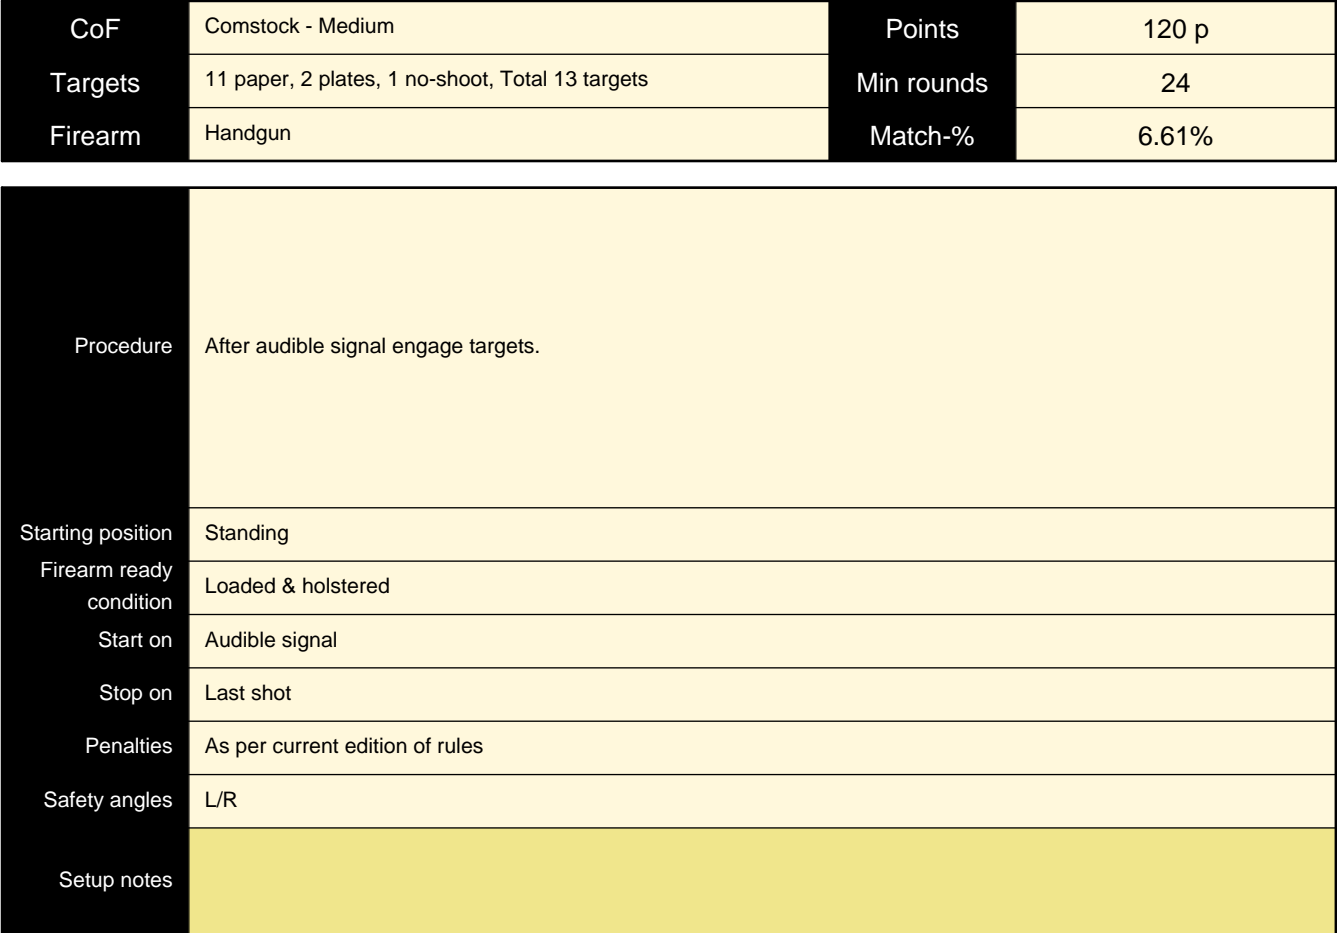 CoF Comstock - Medium Points 120 p
Targets 11 paper, 2 plates, 1 no-shoot, Total 13 targets Min rounds 24
Firearm Handgun Match-% 6.61%
Procedure After audible signal engage targets.
Starting position Standing
Firearm ready
condition Loaded & holstered
Start on Audible signal
Stop on Last shot
Penalties As per current edition of rules
Safety angles L/R
Setup notes